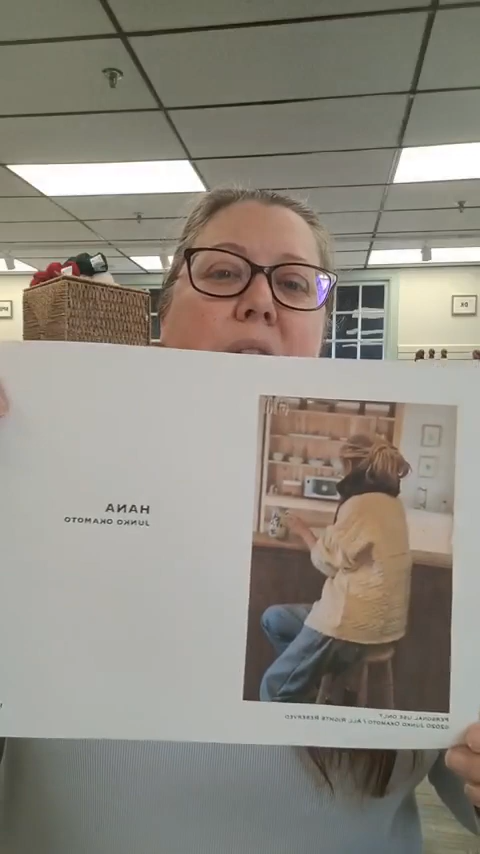 HANA
JUNKO OKAMOTO
PERSONAL USE ONLY
©2020 JUNKO OKAMOTO / ALL RIGHTS RESERVED